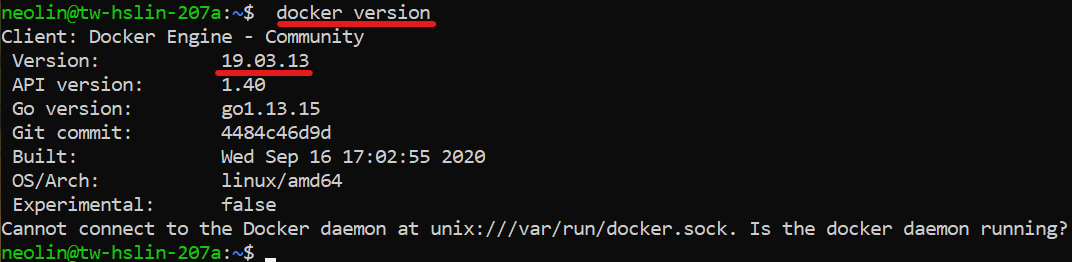 neolin@tw-hslin-207a:~$  docker version
Client: Docker Engine - Community
 Version:           19.03.13
 API version:       1.40
 Go version:        go1.13.15
 Git commit:        4484c46d9d
 Built:             Wed Sep 16 17:02:55 2020
 OS/Arch:           linux/amd64
 Experimental:      false
Cannot connect to the Docker daemon at unix:///var/run/docker.sock. Is the docker daemon running?
neolin@tw-hslin-207a:~$